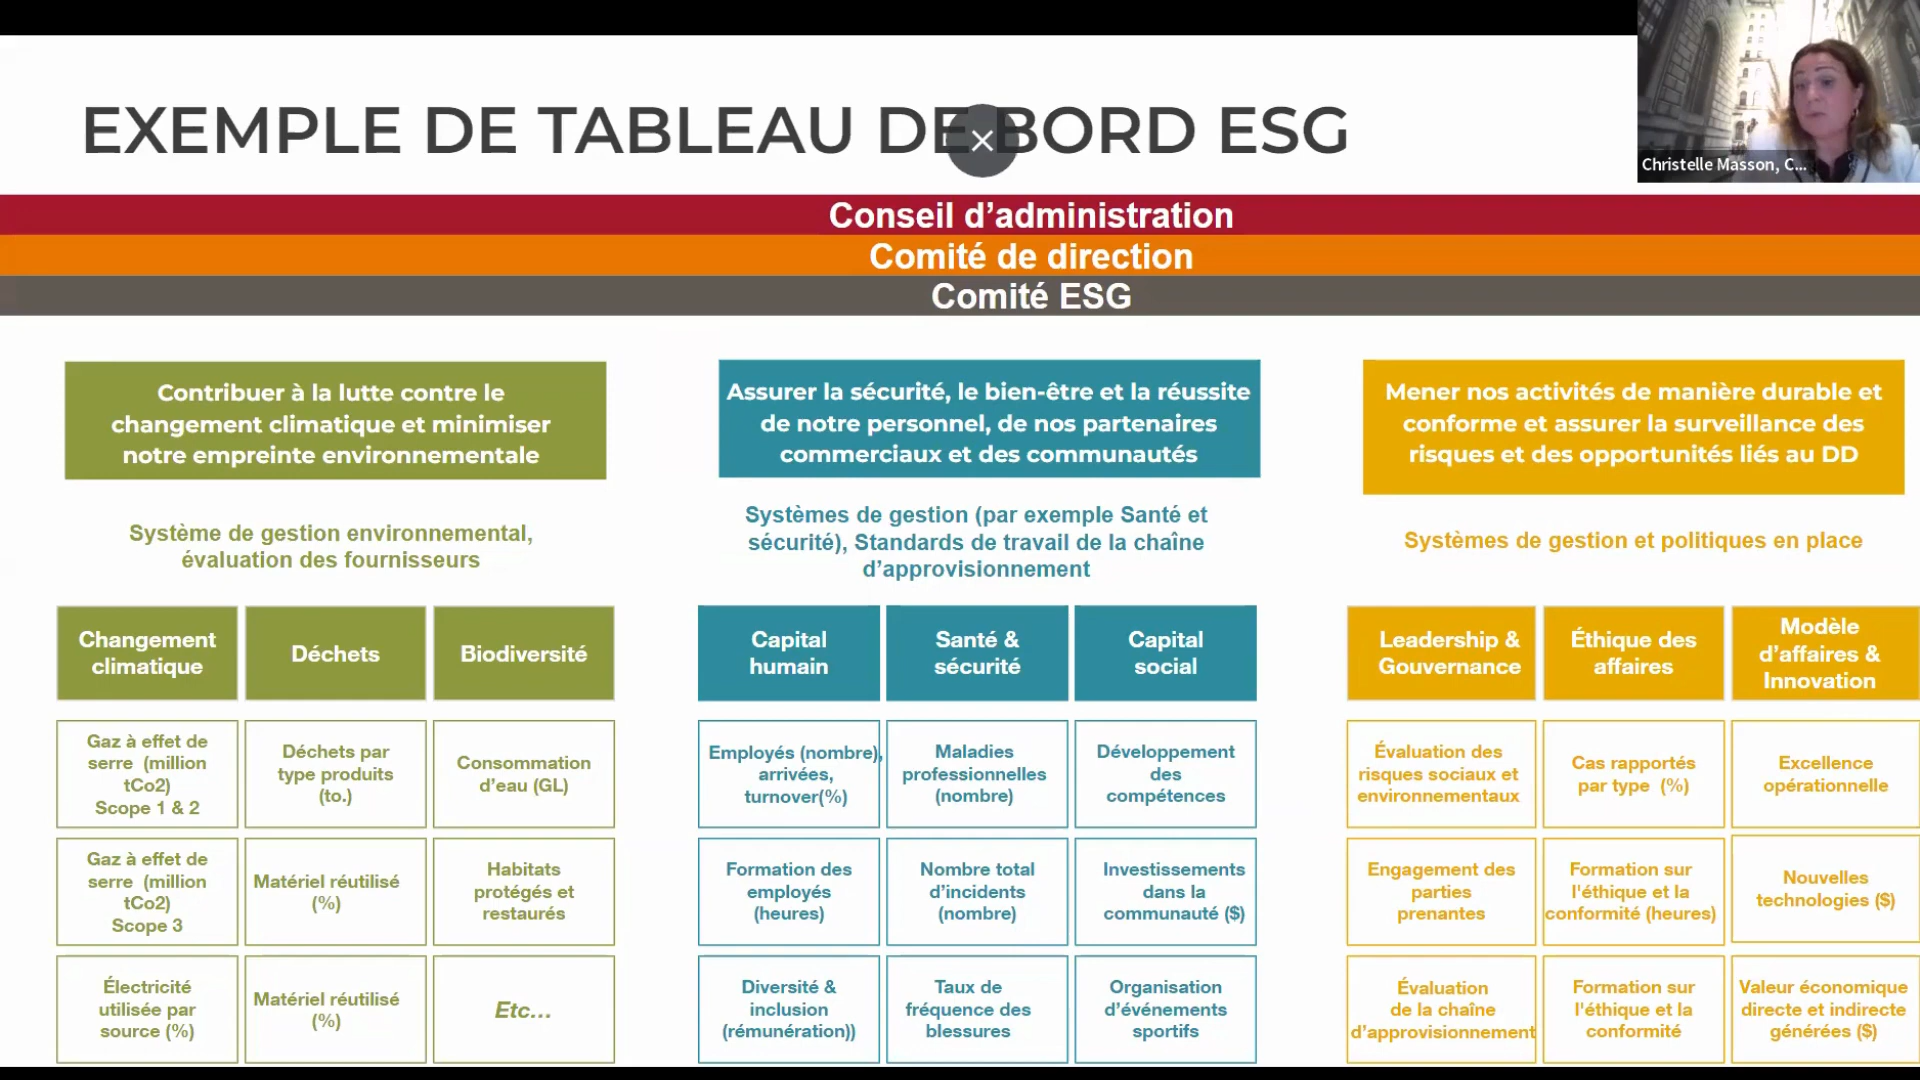 EXEMPLE DE TABLEAU DE BORD ESG
Christelle Masson, C...
Conseil d’administration
Comité de direction
Comité ESG
Contribuer à la lutte contre le
changement climatique et minimiser
notre empreinte environnementale
Système de gestion environnemental,
évaluation des fournisseurs
Changement
climatique
Déchets
Biodiversité
Gaz à effet de
serre (million
tCo2)
Scope 1 & 2
Déchets par
type produits
(to.)
Consommation
d’eau (GL)
Gaz à effet de
serre (million
tCo2)
Scope 3
Matériel réutilisé
(%)
Habitats
protégés et
restaurés
Électricité
utilisée par
source (%)
Matériel réutilisé
(%)
Etc...
Assurer la sécurité, le bien-être et la réussite
de notre personnel, de nos partenaires
commerciaux et des communautés
Systèmes de gestion (par exemple Santé et
sécurité), Standards de travail de la chaîne
d’approvisionnement
Capital
humain
Santé &
sécurité
Capital
social
Employés (nombre),
arrivées,
turnover(%)
Maladies
professionnelles
(nombre)
Développement
des
compétences
Formation des
employés
(heures)
Nombre total
d’incidents
(nombre)
Investissements
dans la
communauté ($)
Diversité &
inclusion
(rémunération))
Taux de
fréquence des
blessures
Organisation
d’événements
sportifs
Mener nos activités de manière durable et
conforme et assurer la surveillance des
risques et des opportunités liés au DD
Systèmes de gestion et politiques en place
Leadership &
Gouvernance
Éthique des
affaires
Modèle
d’affaires &
Innovation
Évaluation des
risques sociaux et
environnementaux
Cas rapportés
par type (%)
Excellence
opérationnelle
Engagement des
parties
prenantes
Formation sur
l'éthique et la
conformité (heures)
Nouvelles
technologies ($)
Évaluation
de la chaîne
d’approvisionnement
Formation sur
l'éthique et la
conformité
Valeur économique
directe et indirecte
générées ($)